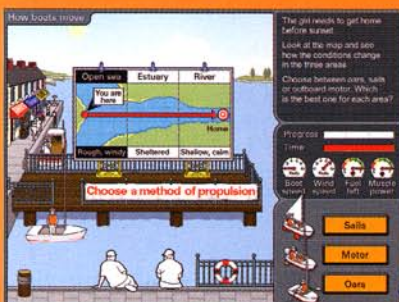 How boats move
The girl needs to get home
before sunset
Look at the map and see
how the conditions change
in the three areas
Choose between oars, sails
or outboard motor. Which
is the best one for each area?
Open sea Estuary River
You are
here
Home
Rough, windy Sheltered Shallow, calm
Choose a method of propulsion
Progress
Time
Boat
speed
Wind
speed
Fuel
left
Muscle
power
Sails
Motor
Oars